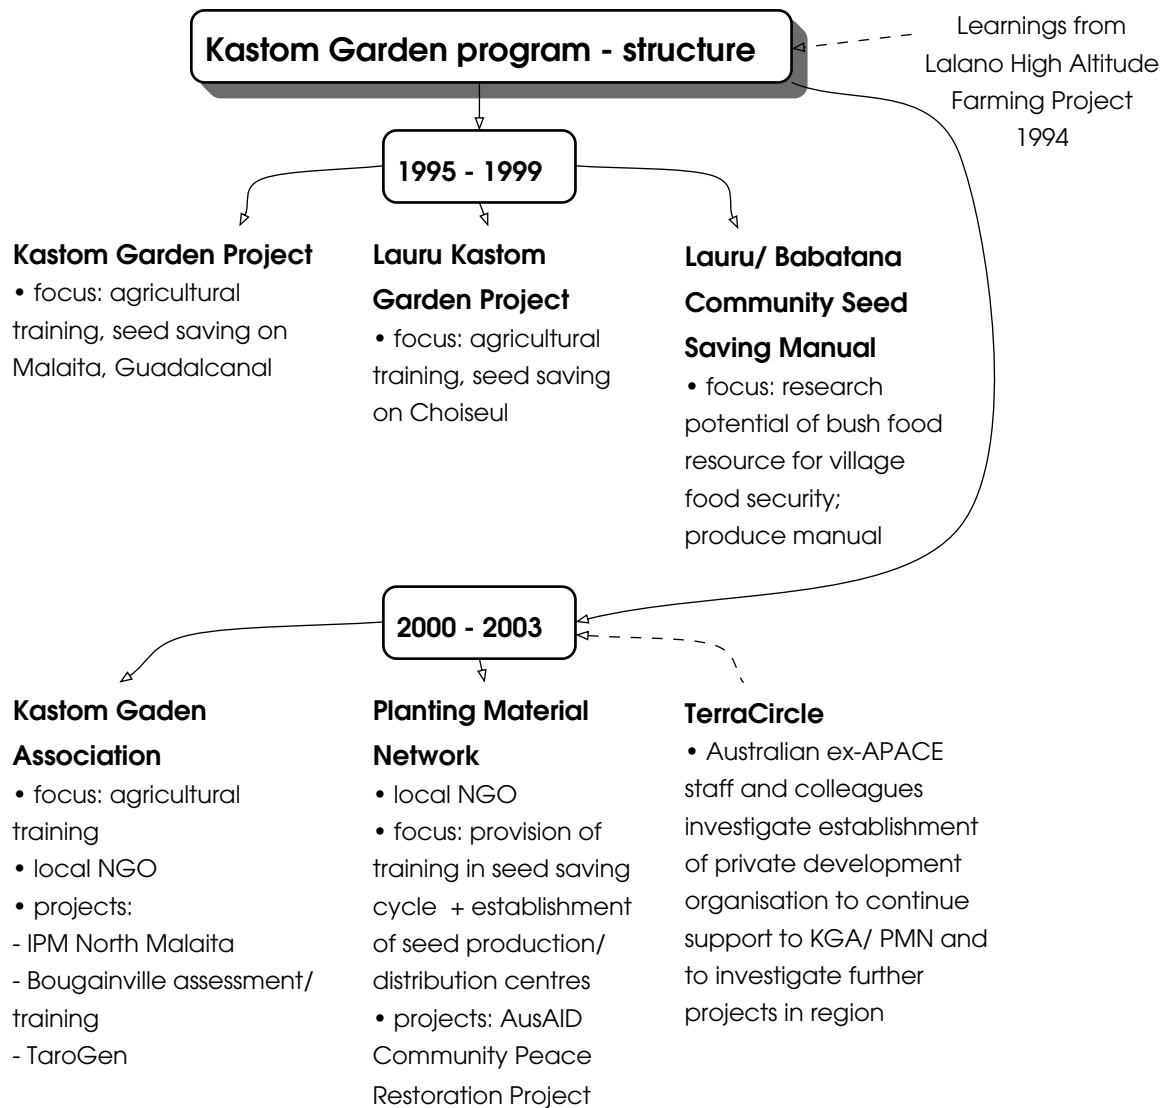 Kastom Garden program - structure
Learnings from
Lalano High Altitude
Farming Project
1994
1995 - 1999
Kastom Garden Project
• focus: agricultural
training, seed saving on
Malaita, Guadalcanal
Lauru Kastom
Garden Project
• focus: agricultural
training, seed saving
on Choiseul
Lauru/ Babatana
Community Seed
Saving Manual
• focus: research
potential of bush food
resource for village
food security;
produce manual
2000 - 2003
Kastom Gaden
Association
• focus: agricultural
training
• local NGO
• projects:
- IPM North Malaita
- Bougainville assessment/
training
- TaroGen
Planting Material
Network
• local NGO
• focus: provision of
training in seed saving
cycle + establishment
of seed production/
distribution centres
• projects: AusAID
Community Peace
Restoration Project
TerraCircle
• Australian ex-APACE
staff and colleagues
investigate establishment
of private development
organisation to continue
support to KGA/ PMN and
to investigate further
projects in region